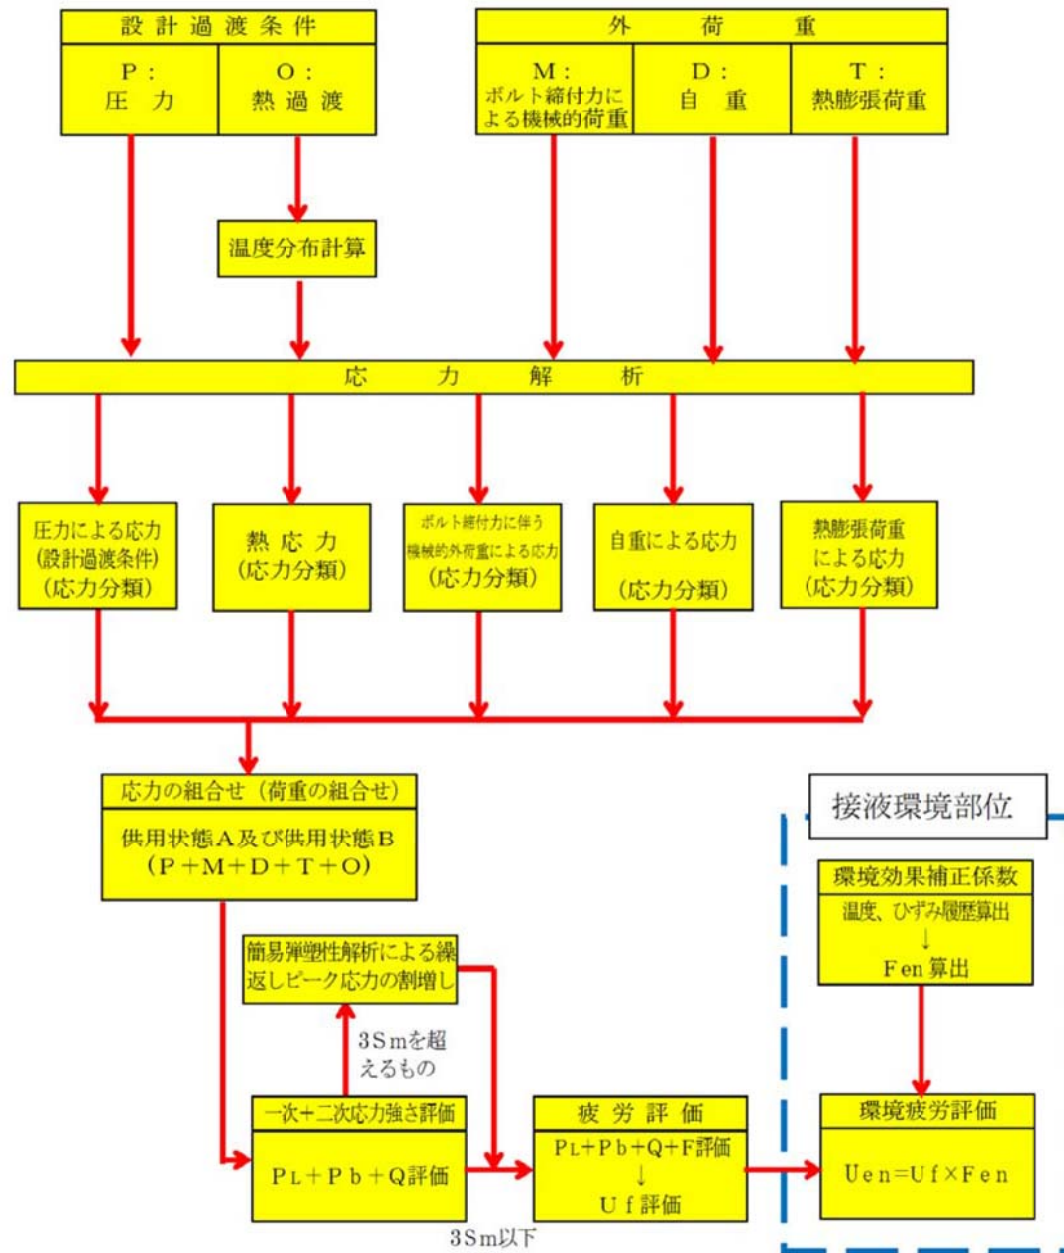 設計過渡条件
P：
圧力
O：
熱過渡
外荷重
M：
ボルト締付力に
よる機械的荷重
D：
自重
T：
熱膨張荷重
温度分布計算
応力解析
圧力による応力
(設計過渡条件)
(応力分類)
熱応力
(応力分類)
ボルト締付力に伴う
機械的外荷重による応力
(応力分類)
自重による応力
(応力分類)
熱膨張荷重
による応力
(応力分類)
応力の組合せ（荷重の組合せ）
供用状態A及び供用状態B
(P+M+D+T+O)
簡易弾塑性解析による繰
返しピーク応力の割増し
3Smを超
えるもの
一次＋二次応力強さ評価
PL+Pb+Q評価
3Sm以下
疲労評価
PL+Pb+Q+F評価
↓
Uf評価
接液環境部位
環境効果補正係数
温度、ひずみ履歴算出
↓
Fen算出
環境疲労評価
Uen=Uf×Fen